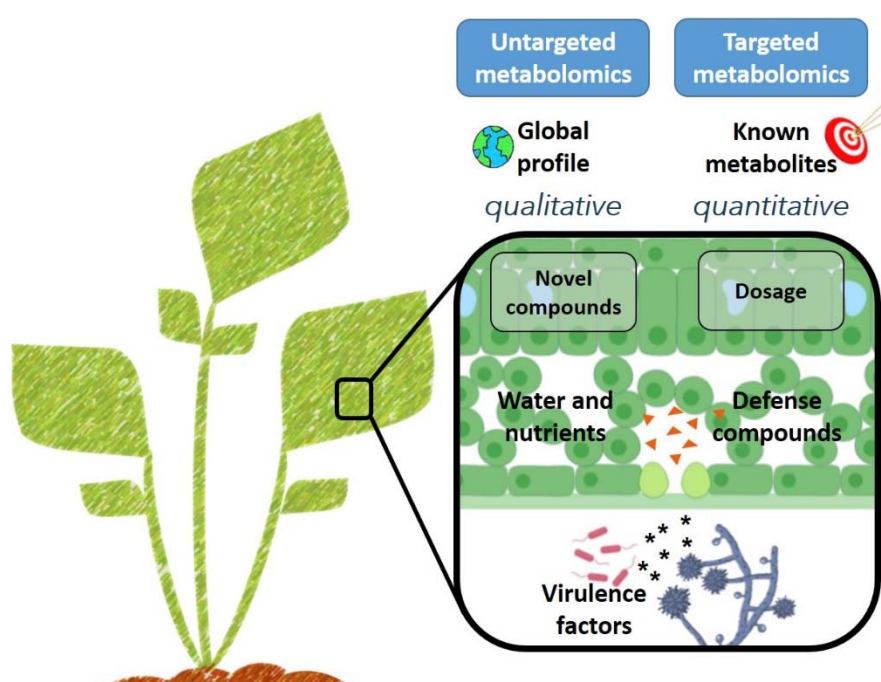 Untargeted
metabolomics
Targeted
metabolomics
Global
profile
Known
metabolites
qualitative
quantitative
Novel
compounds
Dosage
Water and
nutrients
Defense
compounds
* * * * * * * *
Virulence
factors